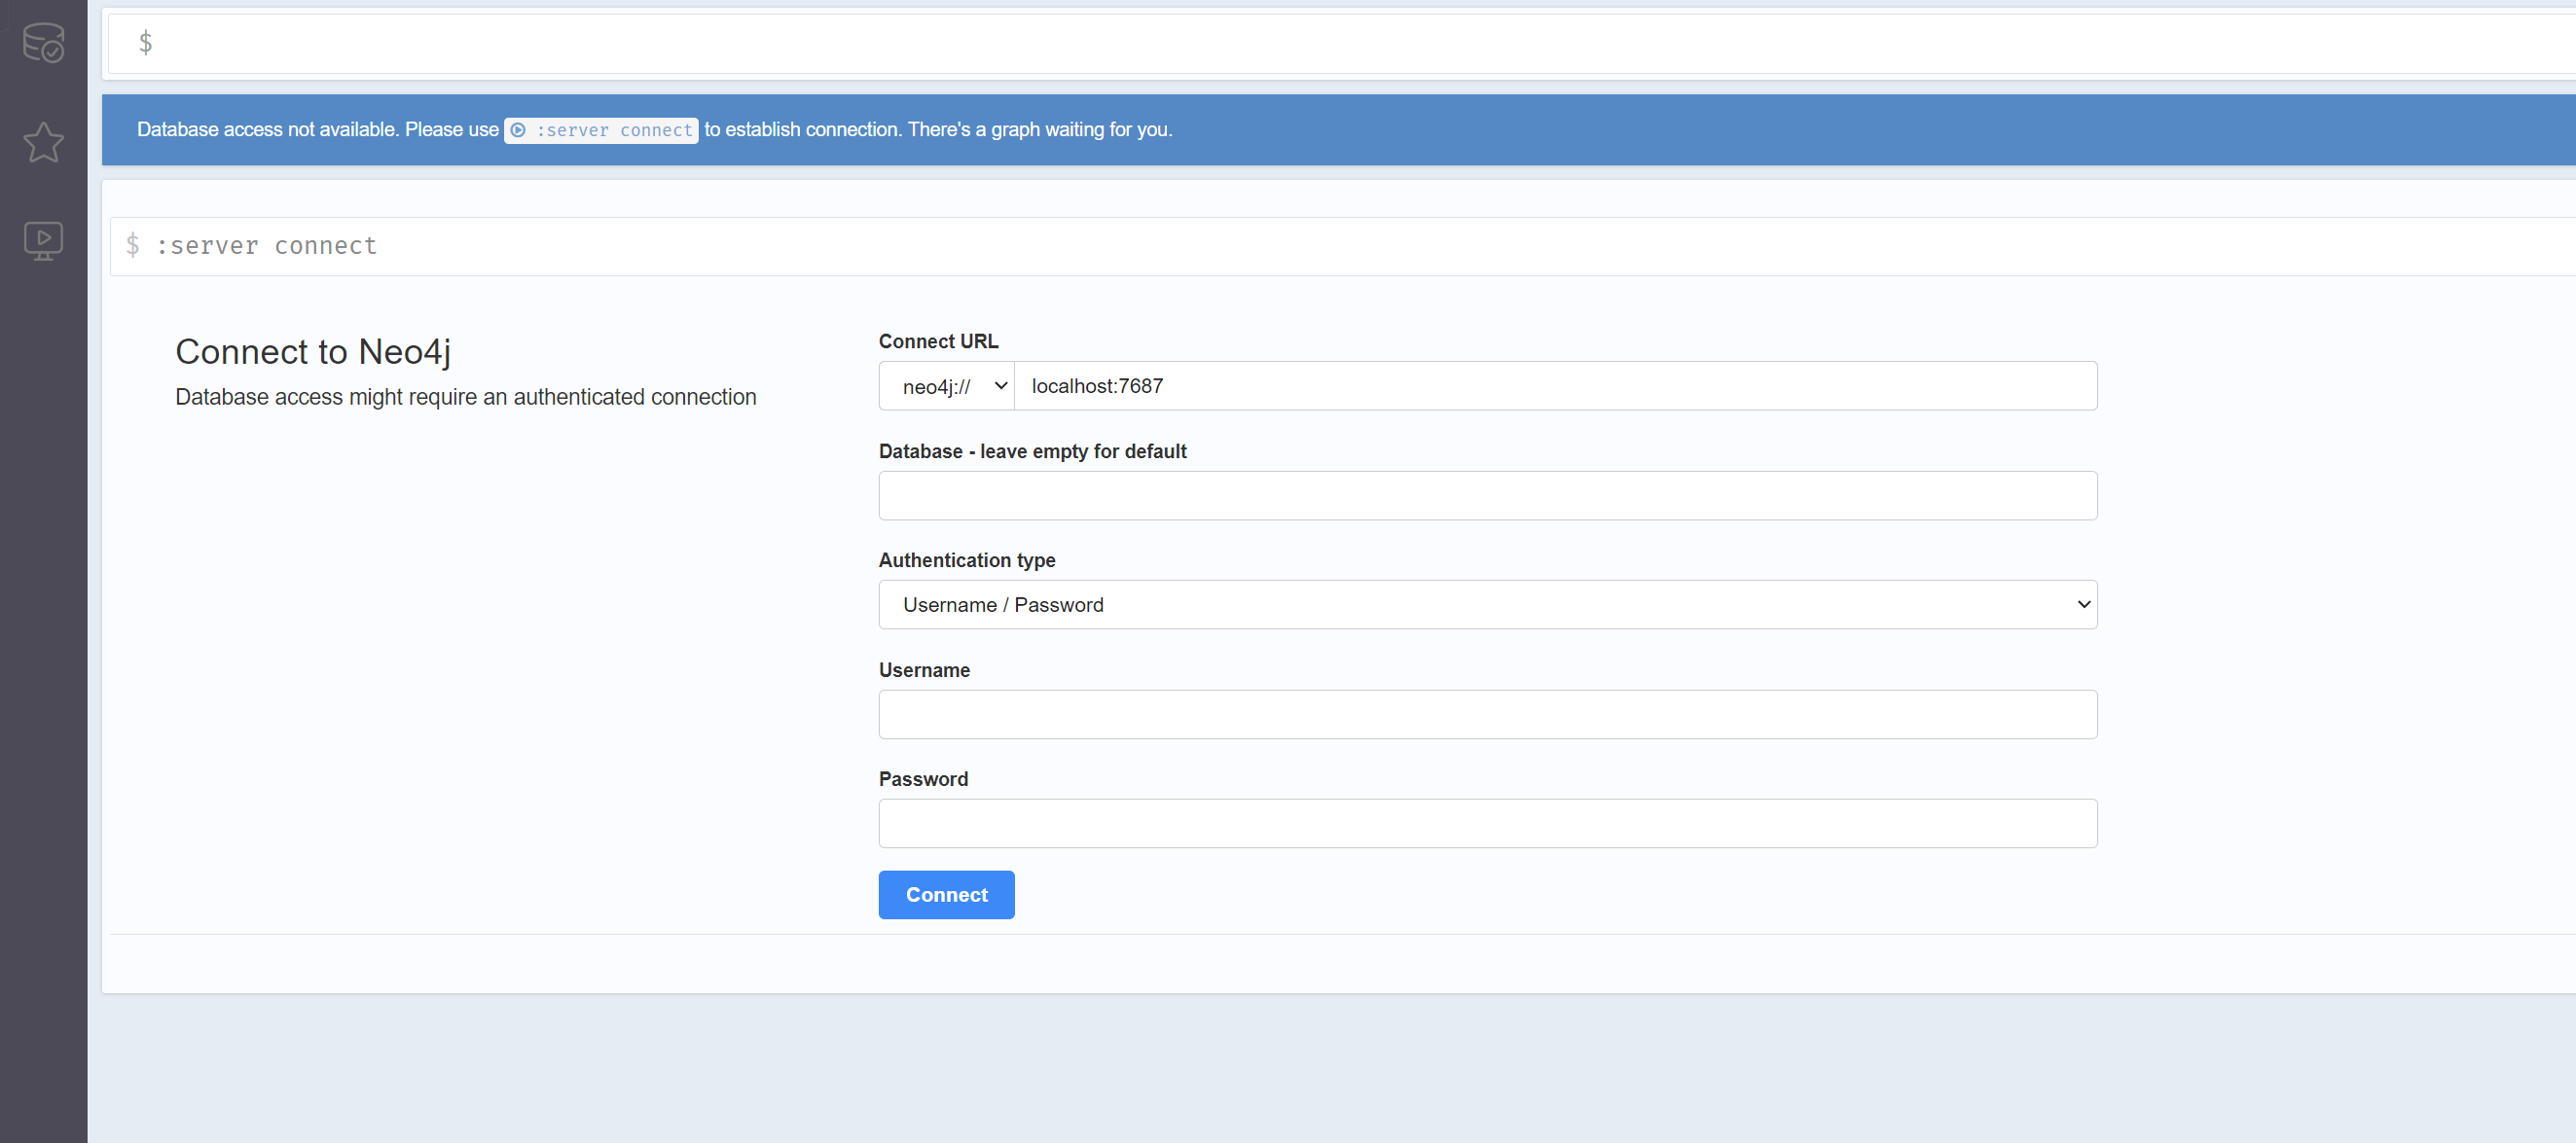 $
Database access not available. Please use :server connect to establish connection. There's a graph waiting for you.
$ :server connect
Connect to Neo4j
Database access might require an authenticated connection
Connect URL
neo4j:// localhost:7687
Database - leave empty for default
Authentication type
Username / Password
Username
Password
Connect